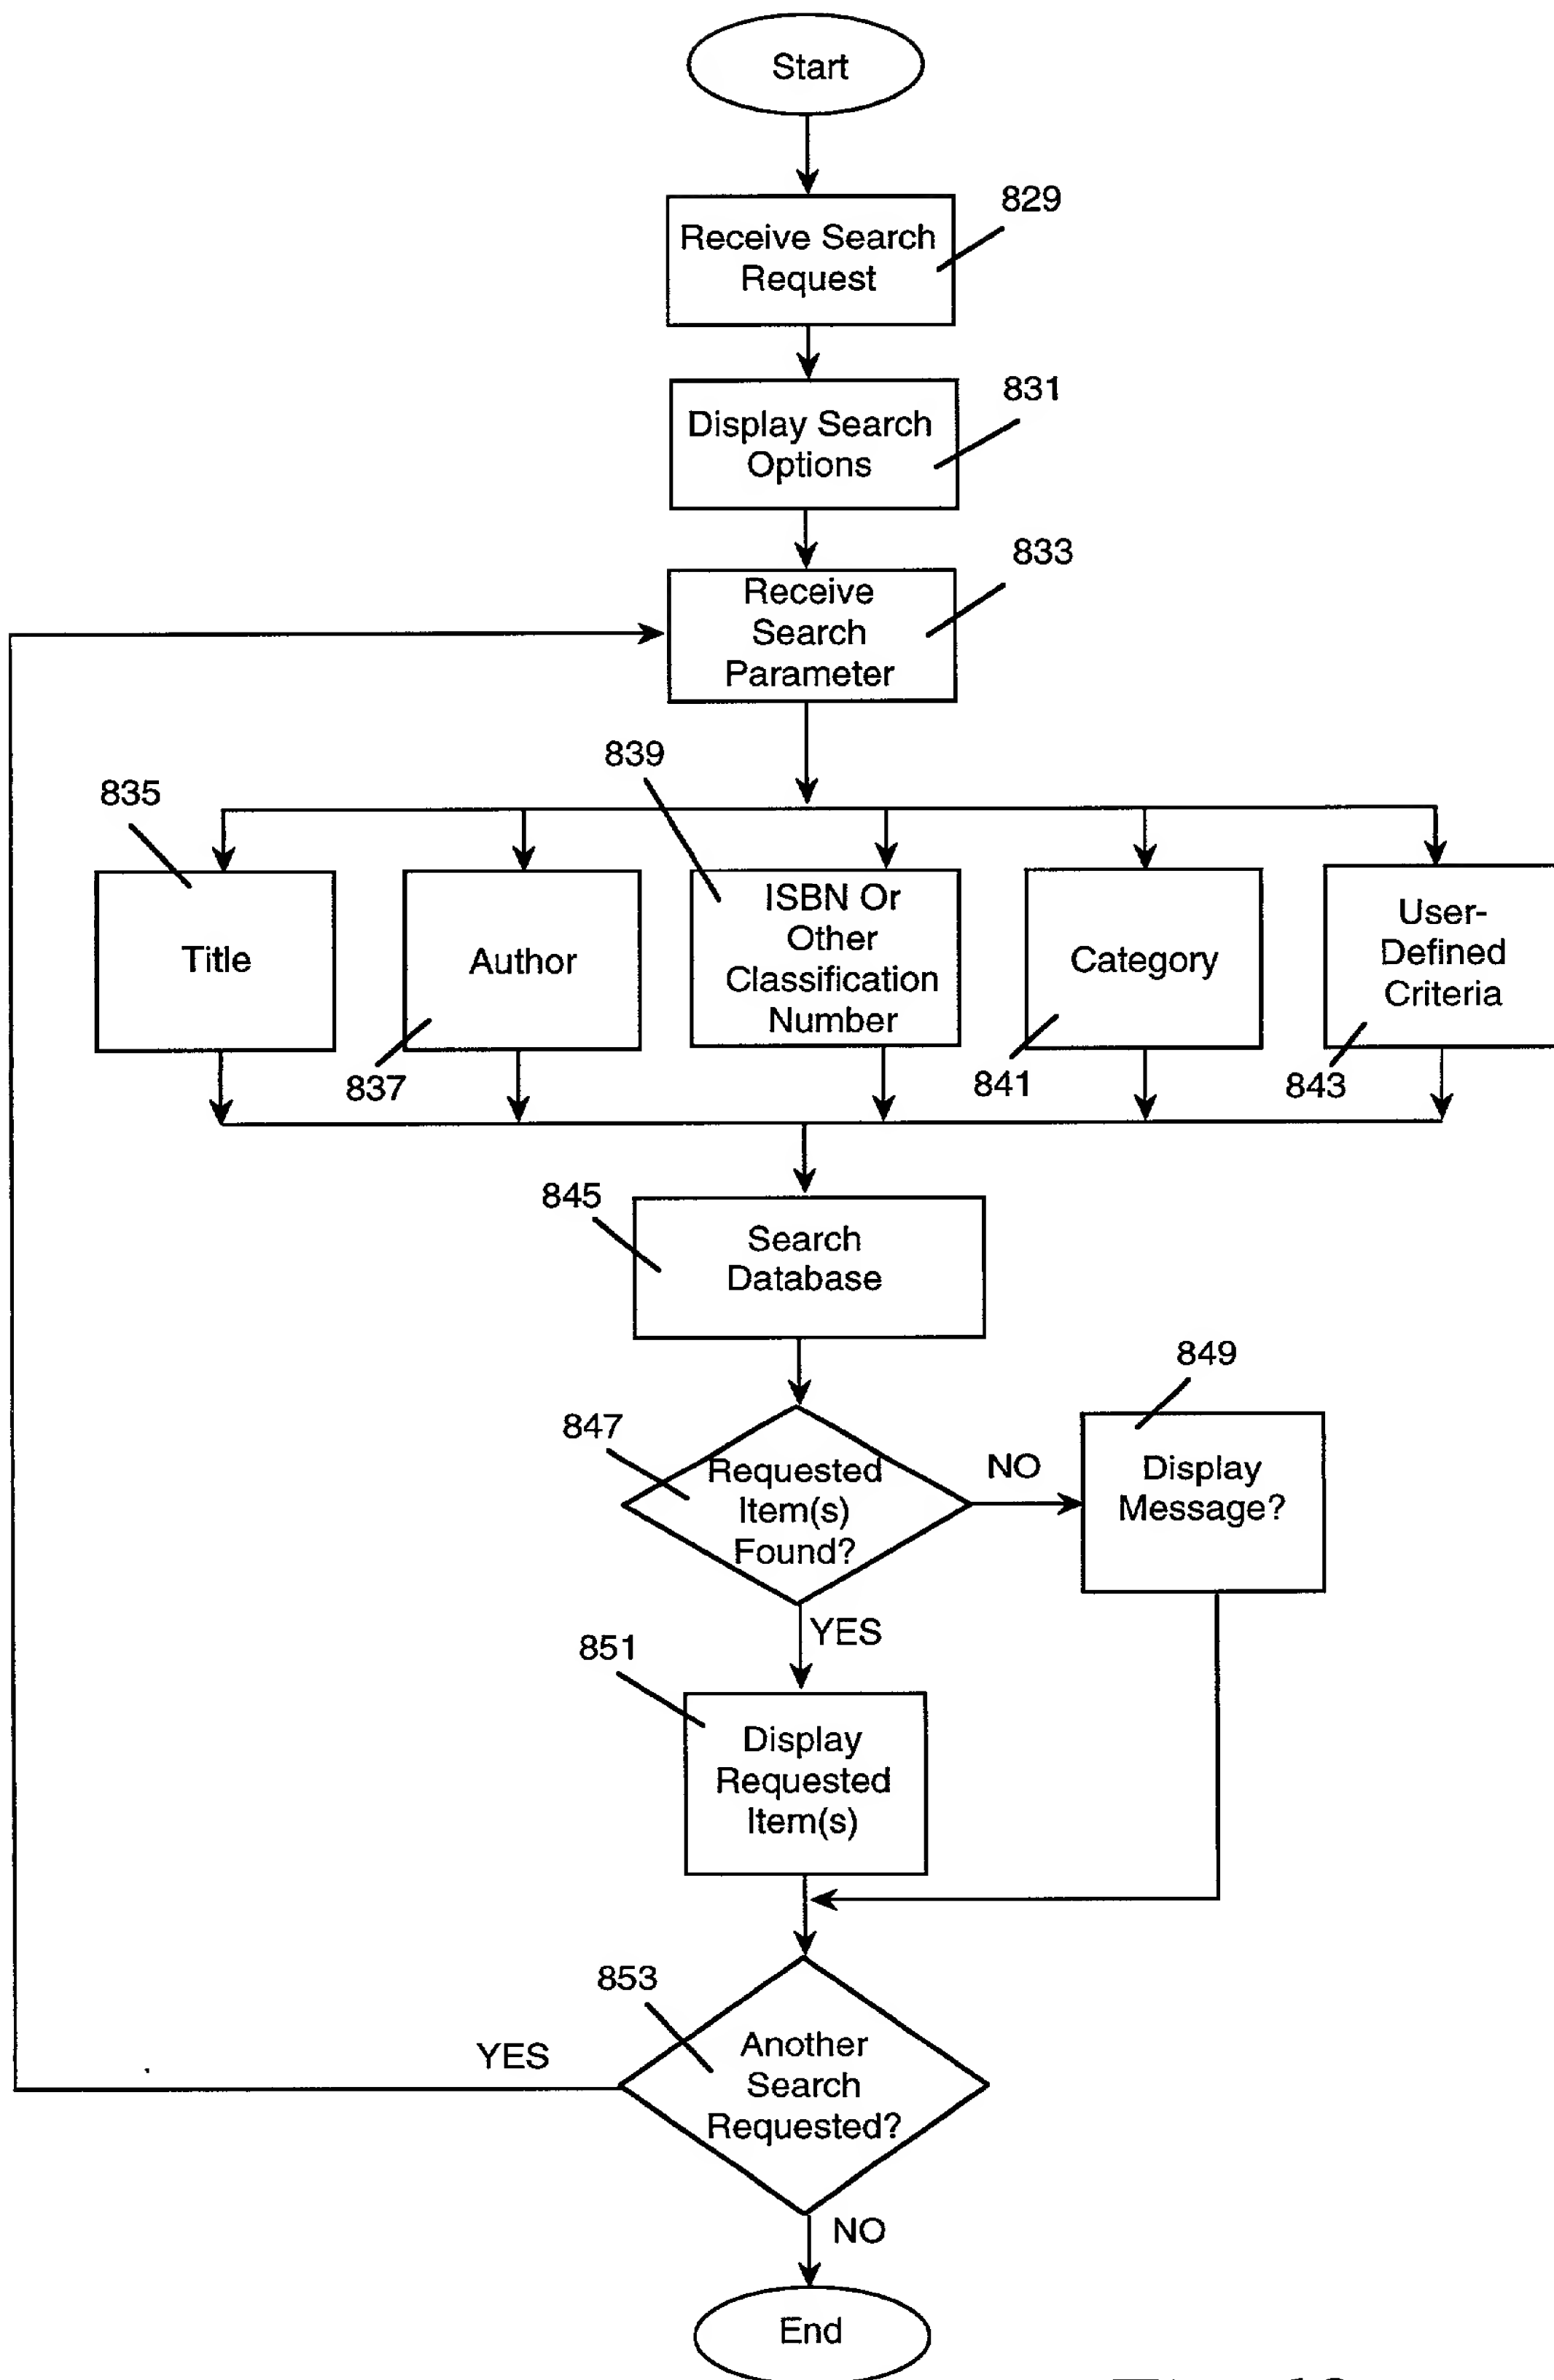 Start
829
Receive Search
Request
831
Display Search
Options
833
Receive
Search
Parameter
839
835
Title
Author
ISBN Or
Other
Classification
Number
Category
User-
Defined
Criteria
837
841
843
845
Search
Database
849
847
Requested
Item(s)
Found?
NO
Display
Message?
YES
851
Display
Requested
Item(s)
853
YES
Another
Search
Requested?
NO
End